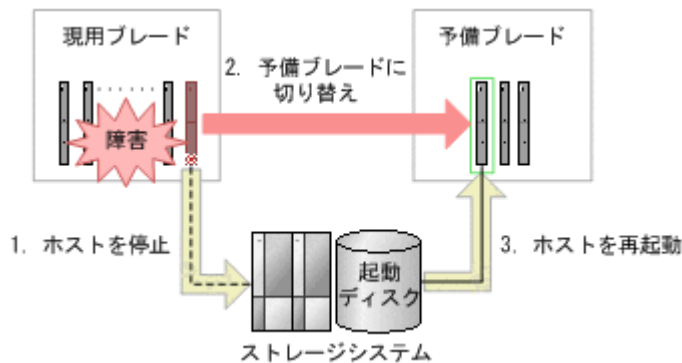 現用ブレード
予備ブレード
2. 予備ブレードに
切り替え
障害
1. ホストを停止
3. ホストを再起動
起動
ディスク
ストレージシステム